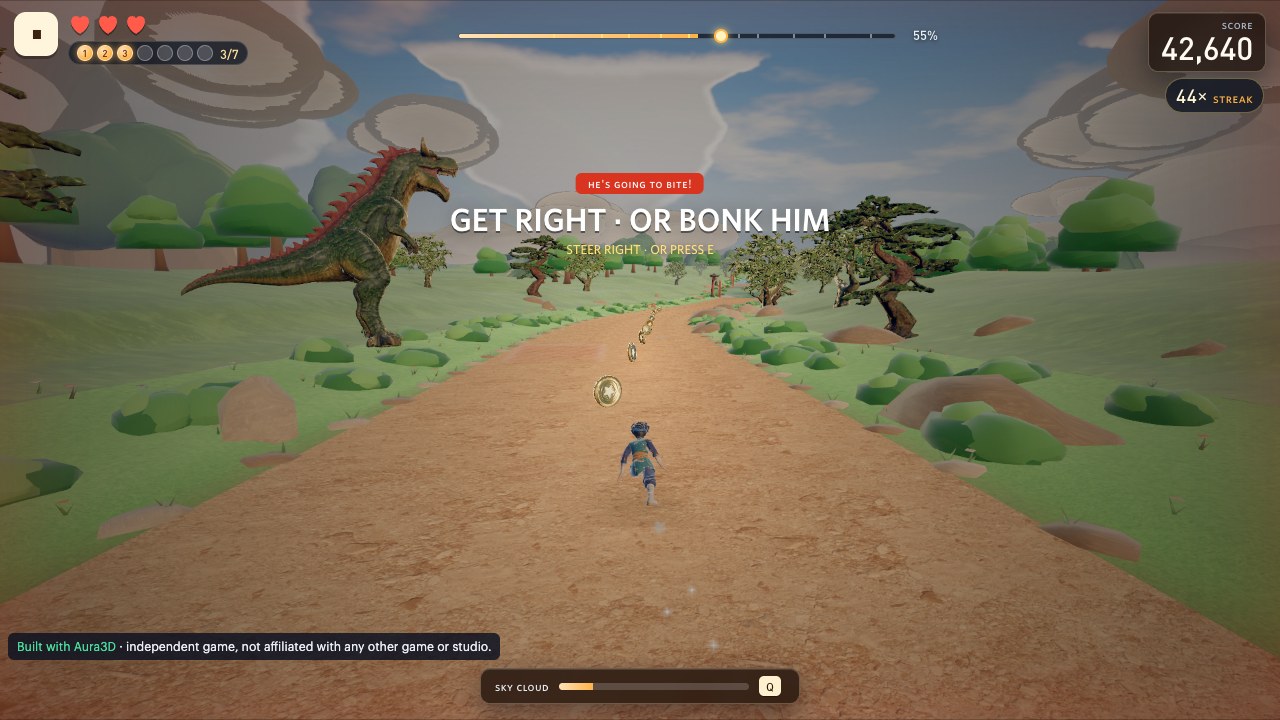 1 2 3 3/7
55%
SCORE
42,640
44× STREAK
HE'S GOING TO BITE!
GET RIGHT · OR BONK HIM
STEER RIGHT · OR PRESS E
Built with Aura3D · independent game, not affiliated with any other game or studio.
SKY CLOUD Q